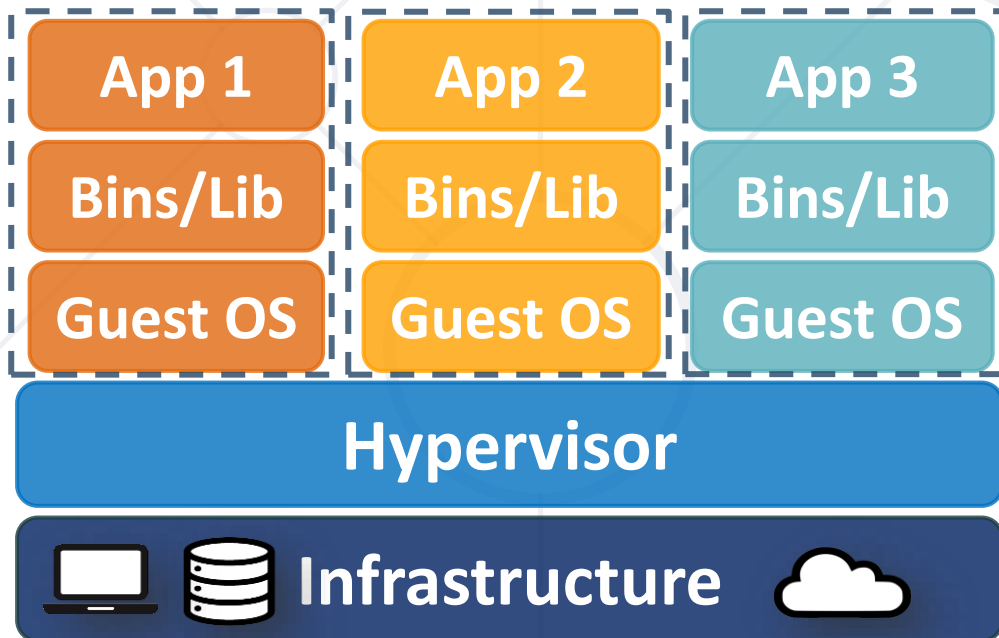 App 1
App 2
App 3
Bins/Lib
Bins/Lib
Bins/Lib
Guest OS
Guest OS
Guest OS
Hypervisor
Infrastructure